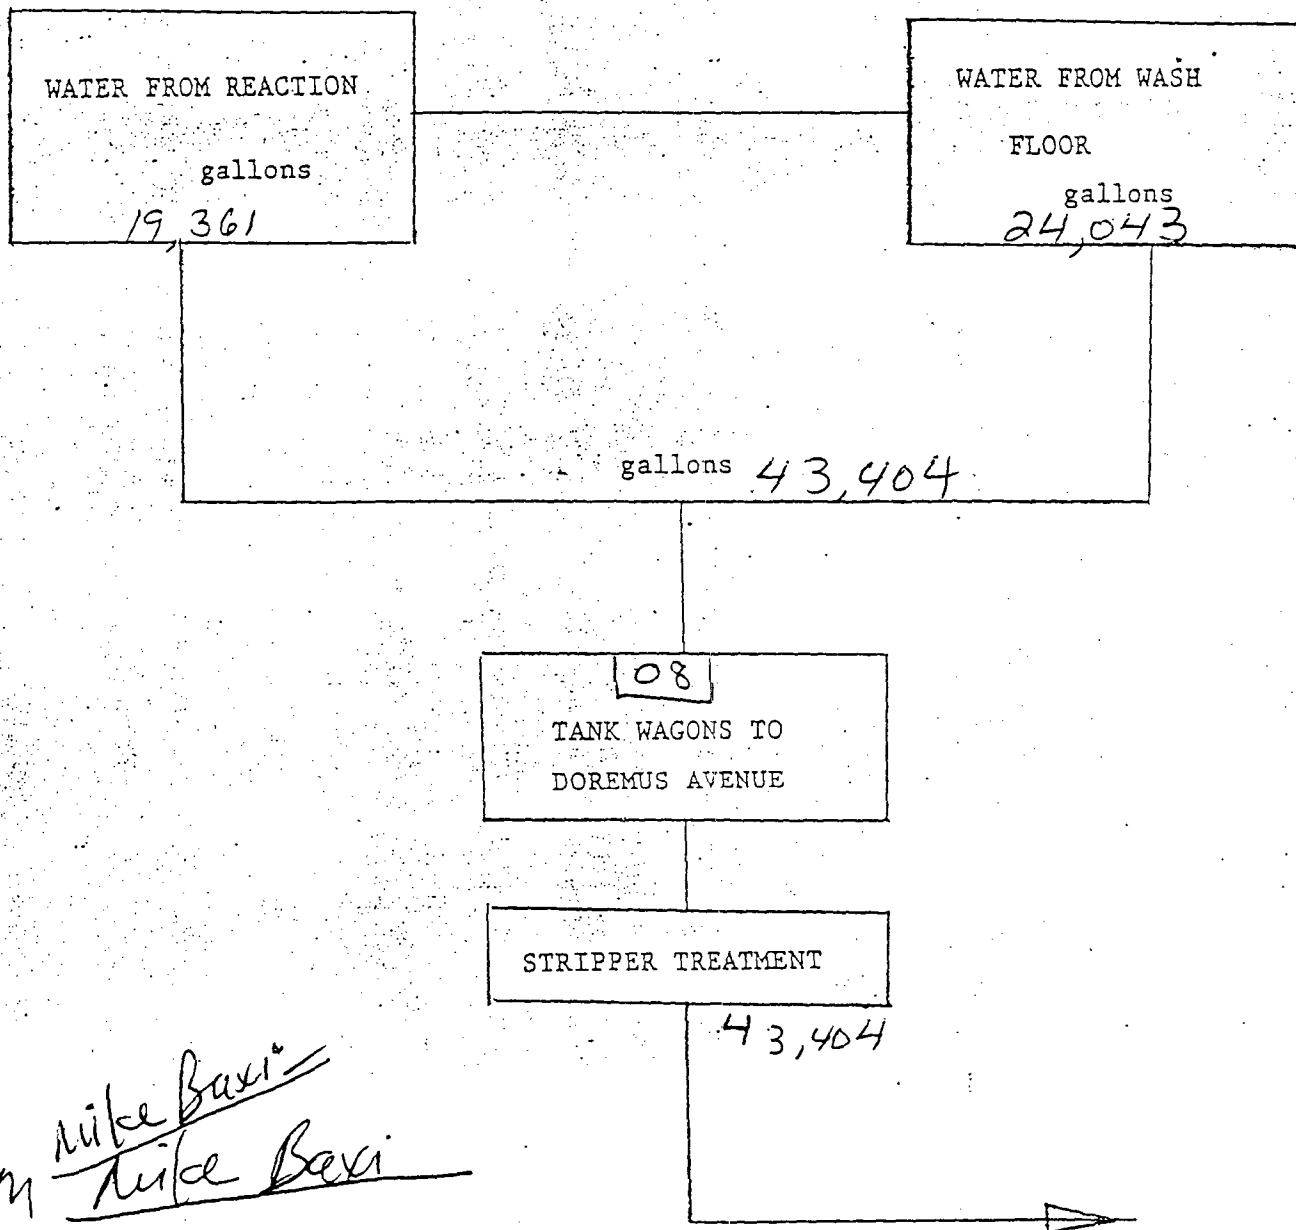 WATER FROM REACTION
gallons
19,361
WATER FROM WASH
FLOOR
gallons
24,043
gallons 43,404
08
TANK WAGONS TO
DOREMUS AVENUE
STRIPPER TREATMENT
43,404
Mike Baxi
Mike Baxi